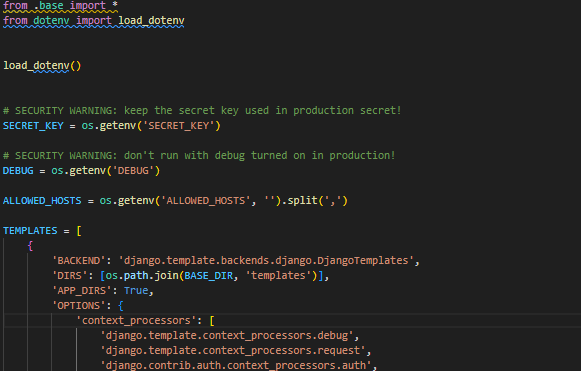 from .base import *
from dotenv import load_dotenv
load_dotenv()
# SECURITY WARNING: keep the secret key used in production secret!
SECRET_KEY = os.getenv('SECRET_KEY')
# SECURITY WARNING: don't run with debug turned on in production!
DEBUG = os.getenv('DEBUG')
ALLOWED_HOSTS = os.getenv('ALLOWED_HOSTS', '').split(',')
TEMPLATES = [
{
'BACKEND': 'django.template.backends.django.DjangoTemplates',
'DIRS': [os.path.join(BASE_DIR, 'templates')],
'APP_DIRS': True,
'OPTIONS': {
'context_processors': [
'django.template.context_processors.debug',
'django.template.context_processors.request',
'django.contrib.auth.context_processors.auth',